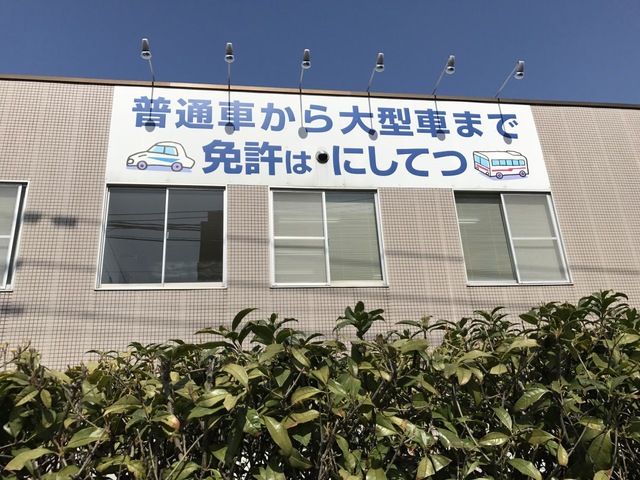 普通車から大型車まで
免許は にしてつ